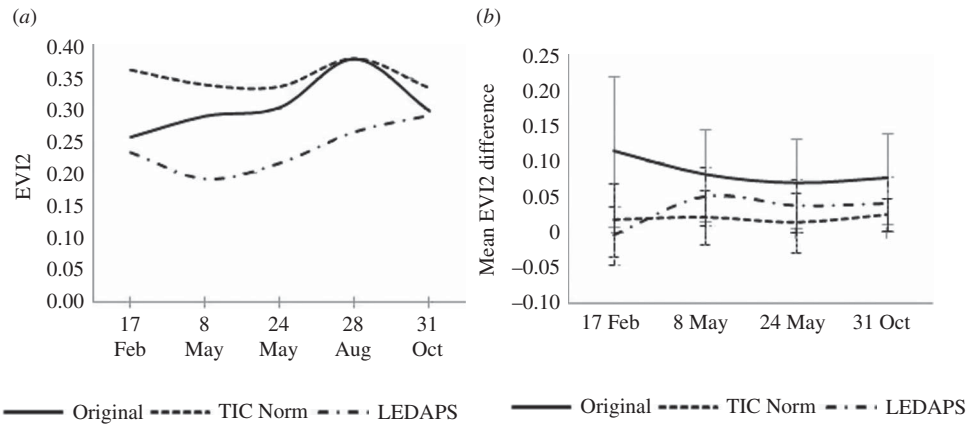 (a)
EVI2
0.40
0.35
0.30
0.25
0.20
0.15
0.10
0.05
0.00
17 Feb
8 May
24 May
28 Aug
31 Oct
Original TIC Norm LEDAPS
(b)
Mean EVI2 difference
0.25
0.20
0.15
0.10
0.05
0
−0.05
−0.10
17 Feb 8 May 24 May 31 Oct
Original TIC Norm LEDAPS